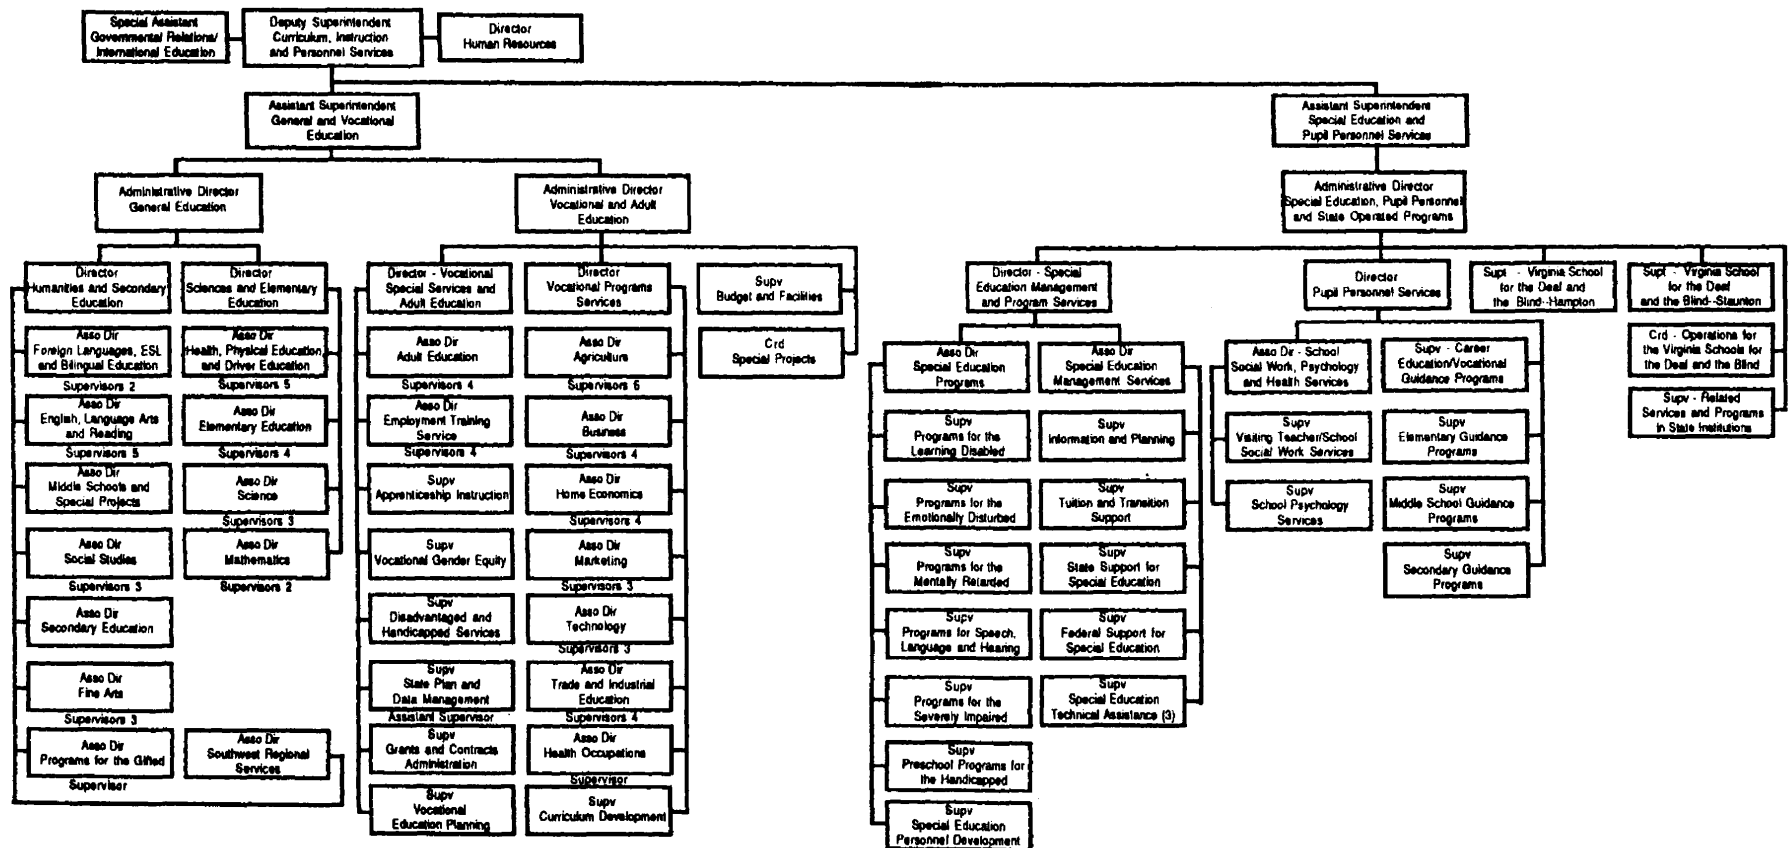 Special Assistant
Governmental Relations/
International Education
Deputy Superintendent
Curriculum, Instruction
and Personnel Services
Director
Human Resources
Assistant Superintendent
General and Vocational
Education
Assistant Superintendent
Special Education and
Pupil Personnel Services
Administrative Director
General Education
Administrative Director
Vocational and Adult
Education
Administrative Director
Special Education, Pupil Personnel
and State Operated Programs
Director
Humanities and Secondary
Education
Asso Dir
Foreign Languages, ESL
and Bilingual Education
Supervisors 2
Asso Dir
English, Language Arts
and Reading
Supervisors 5
Asso Dir
Middle Schools and
Special Projects
Asso Dir
Social Studies
Supervisors 3
Asso Dir
Secondary Education
Asso Dir
Fine Arts
Supervisors 3
Asso Dir
Programs for the Gifted
Supervisor
Director
Sciences and Elementary
Education
Asso Dir
Health, Physical Education
and Driver Education
Supervisors 5
Asso Dir
Elementary Education
Supervisors 4
Asso Dir
Science
Supervisors 3
Asso Dir
Mathematics
Supervisors 2
Asso Dir
Southwest Regional
Services
Director - Vocational
Special Services and
Adult Education
Asso Dir
Adult Education
Supervisors 4
Asso Dir
Employment Training
Service
Supervisors 4
Supv
Apprenticeship Instruction
Supv
Vocational Gender Equity
Supv
Disadvantaged and
Handicapped Services
Supv
State Plan and
Data Management
Assistant Supervisor
Supv
Grants and Contracts
Administration
Supv
Vocational
Education Planning
Director
Vocational Programs
Services
Asso Dir
Agriculture
Supervisors 6
Asso Dir
Business
Supervisors 4
Asso Dir
Home Economics
Supervisors 4
Asso Dir
Marketing
Supervisors 3
Asso Dir
Technology
Supervisors 3
Asso Dir
Trade and Industrial
Education
Supervisors 4
Asso Dir
Health Occupations
Supervisor
Supv
Curriculum Development
Supv
Budget and Facilities
Crd
Special Projects
Director - Special
Education Management
and Program Services
Asso Dir
Special Education
Programs
Supv
Programs for the
Learning Disabled
Supv
Programs for the
Emotionally Disturbed
Supv
Programs for the
Mentally Retarded
Supv
Programs for Speech,
Language and Hearing
Supv
Programs for the
Severely Impaired
Supv
Preschool Programs for
the Handicapped
Supv
Special Education
Personnel Development
Asso Dir
Special Education
Management Services
Supv
Information and Planning
Supv
Tuition and Transition
Support
Supv
State Support for
Special Education
Supv
Federal Support for
Special Education
Supv
Special Education
Technical Assistance (3)
Director
Pupil Personnel Services
Asso Dir - School
Social Work, Psychology
and Health Services
Supv
Visiting Teacher/School
Social Work Services
Supv
School Psychology
Services
Supv - Career
Education/Vocational
Guidance Programs
Supv
Elementary Guidance
Programs
Supv
Middle School Guidance
Programs
Supv
Secondary Guidance
Programs
Supt - Virginia School
for the Deaf and
the Blind--Hampton
Supt - Virginia School
for the Deaf
and the Blind--Staunton
Crd - Operations for
the Virginia Schools for
the Deaf and the Blind
Supv - Related
Services and Programs
in State Institutions